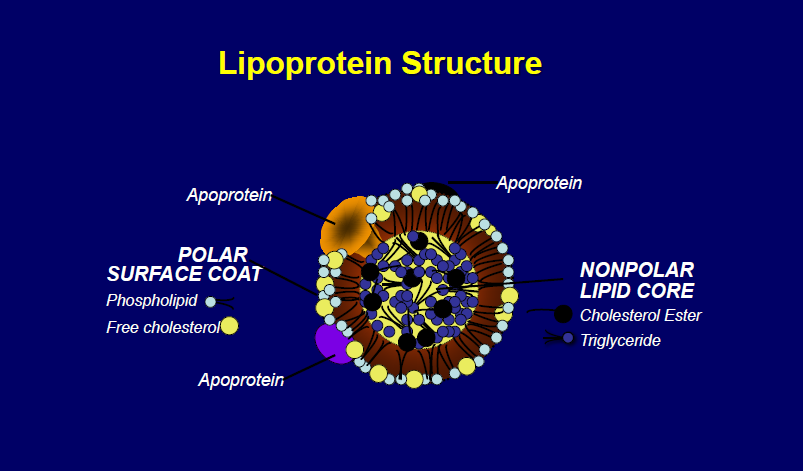 Lipoprotein Structure
Apoprotein
Apoprotein
POLAR
SURFACE COAT
Phospholipid
Free cholesterol
Apoprotein
NONPOLAR
LIPID CORE
Cholesterol Ester
Triglyceride